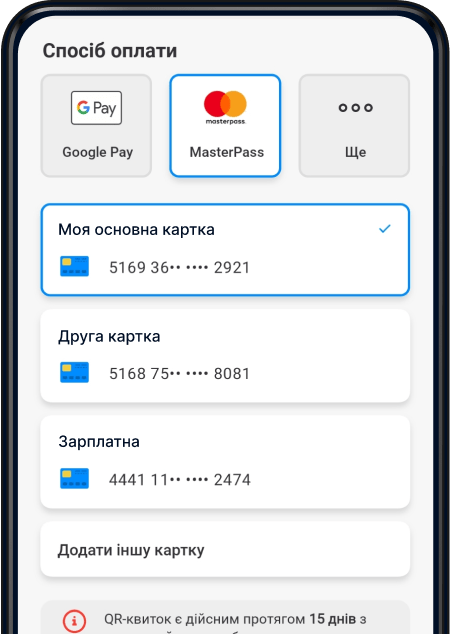 Спосіб оплати
G Pay
masterpass
Google Pay
MasterPass
Ще
Моя основна картка
5169 36•• •••• 2921
Друга картка
5168 75•• •••• 8081
Зарплатна
4441 11•• •••• 2474
Додати іншу картку
QR-квиток є дійсним протягом 15 днів з